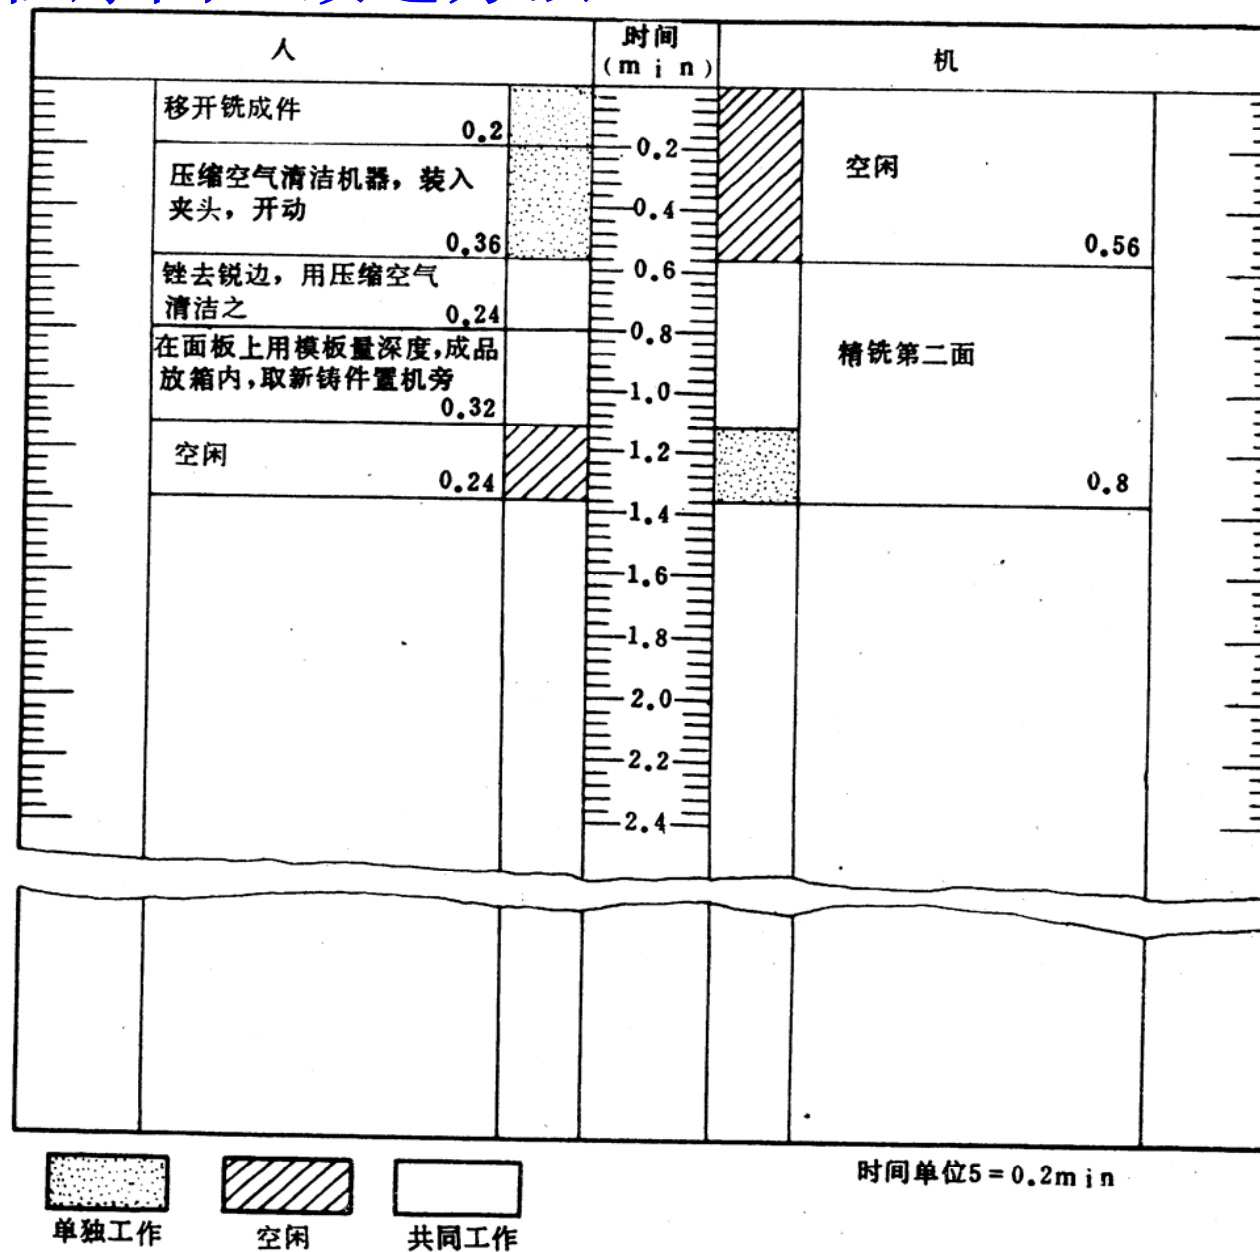 人
时间
(min)
机
移开铣成件
0.2
压缩空气清洁机器，装入
夹头，开动
0.36
锉去锐边，用压缩空气
清洁之
0.24
在面板上用模板量深度，成品
放箱内，取新铸件置机旁
0.32
空闲
0.24
0.2
0.4
0.6
0.8
1.0
1.2
1.4
1.6
1.8
2.0
2.2
2.4
空闲
0.56
精铣第二面
0.8
单独工作
空闲
共同工作
时间单位5=0.2min